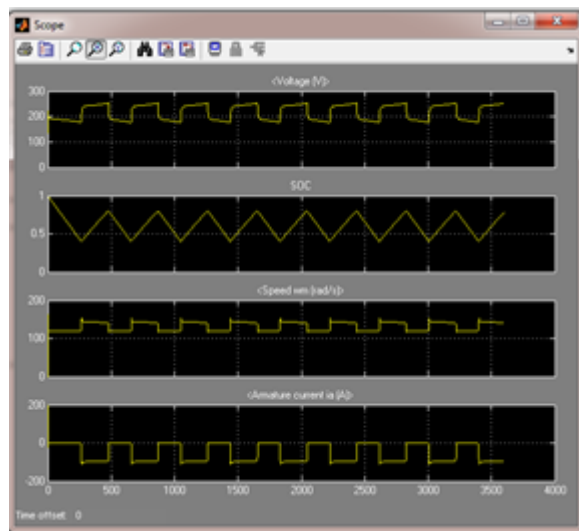 Scope
<Voltage (V)>
300
200
100
0
SOC
1
0.5
0
<Speed wm (rad/s)>
200
100
0
<Armature current ia (A)>
200
0
-200
0 500 1000 1500 2000 2500 3000 3500 4000
Time offset: 0